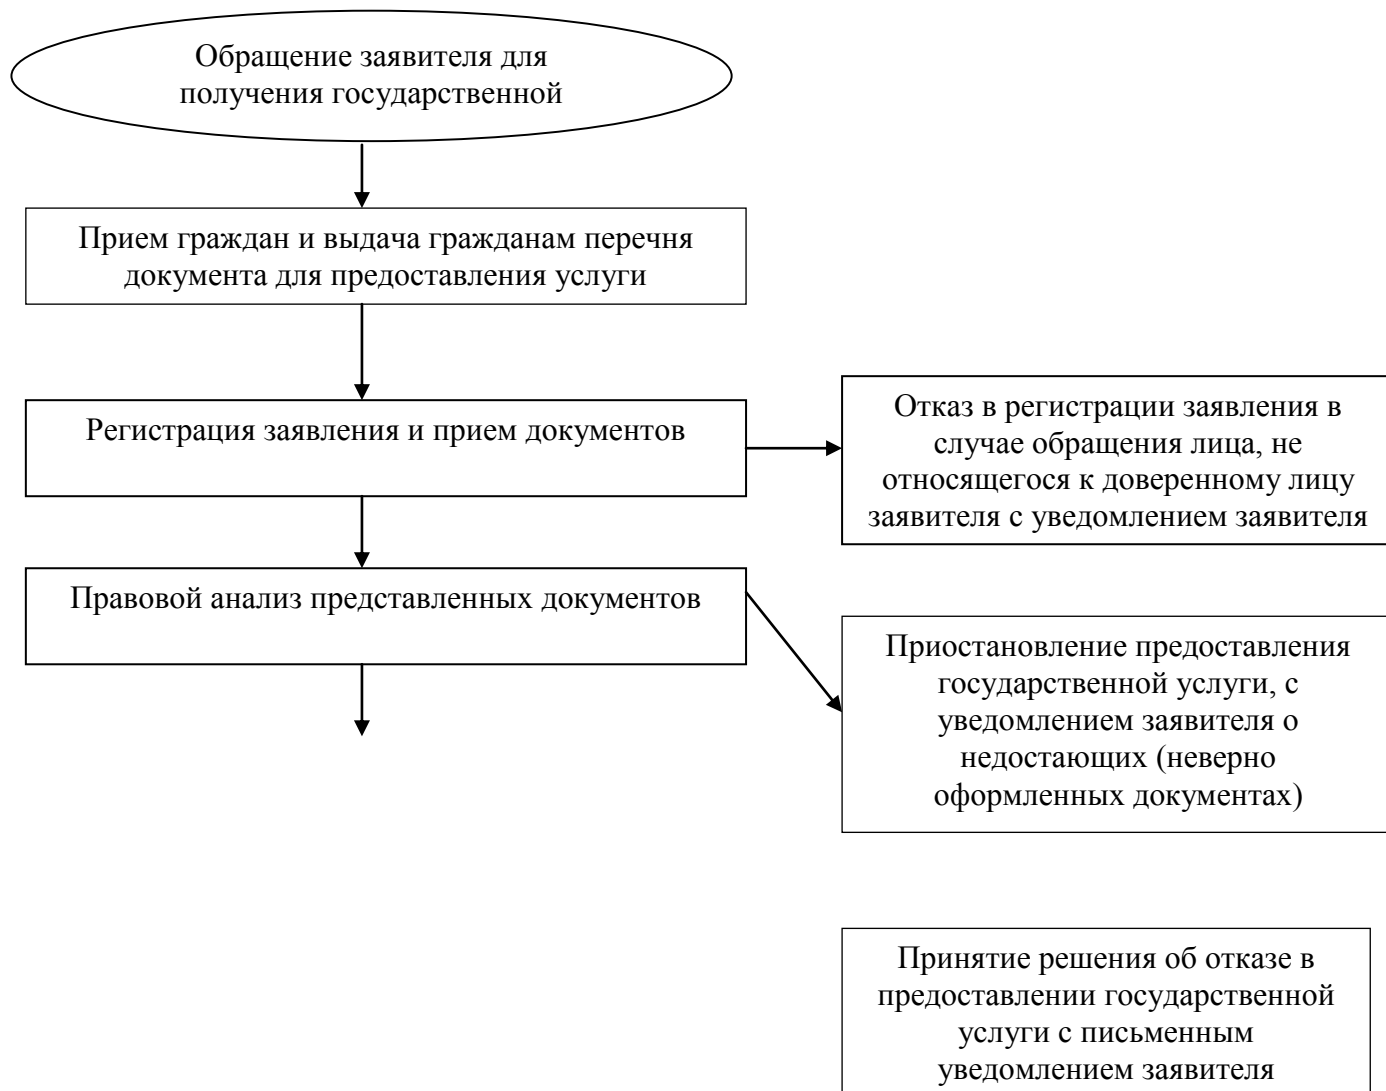 Обращение заявителя для
получения государственной
Прием граждан и выдача гражданам перечня
документа для предоставления услуги
Регистрация заявления и прием документов
Отказ в регистрации заявления в
случае обращения лица, не
относящегося к доверенному лицу
заявителя с уведомлением заявителя
Правовой анализ представленных документов
Приостановление предоставления
государственной услуги, с
уведомлением заявителя о
недостающих (неверно
оформленных документах)
Принятие решения об отказе в
предоставлении государственной
услуги с письменным
уведомлением заявителя